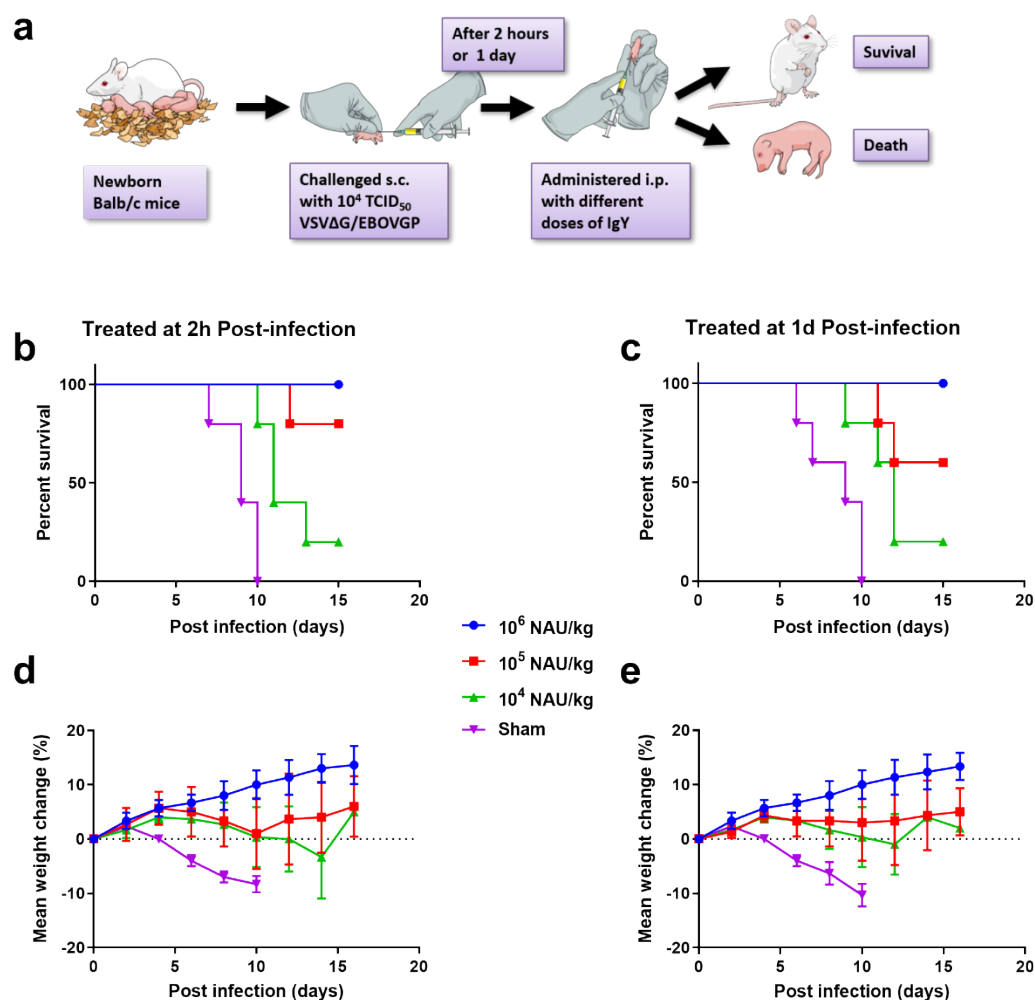 a
After 2 hours
or 1 day
Suvival
Death
Newborn
Balb/c mice
Challenged s.c.
with 10⁴ TCID₅₀
VSVΔG/EBOVGP
Administered i.p.
with different
doses of IgY
Treated at 2h Post-infection
b
Percent survival
100
50
0
0 5 10 15 20
Post infection (days)
Treated at 1d Post-infection
c
Percent survival
100
50
0
0 5 10 15 20
Post infection (days)
10⁶ NAU/kg
10⁵ NAU/kg
10⁴ NAU/kg
Sham
d
Mean weight change (%)
20
10
0
-10
-20
0 5 10 15 20
Post infection (days)
e
Mean weight change (%)
20
10
0
-10
-20
0 5 10 15 20
Post infection (days)